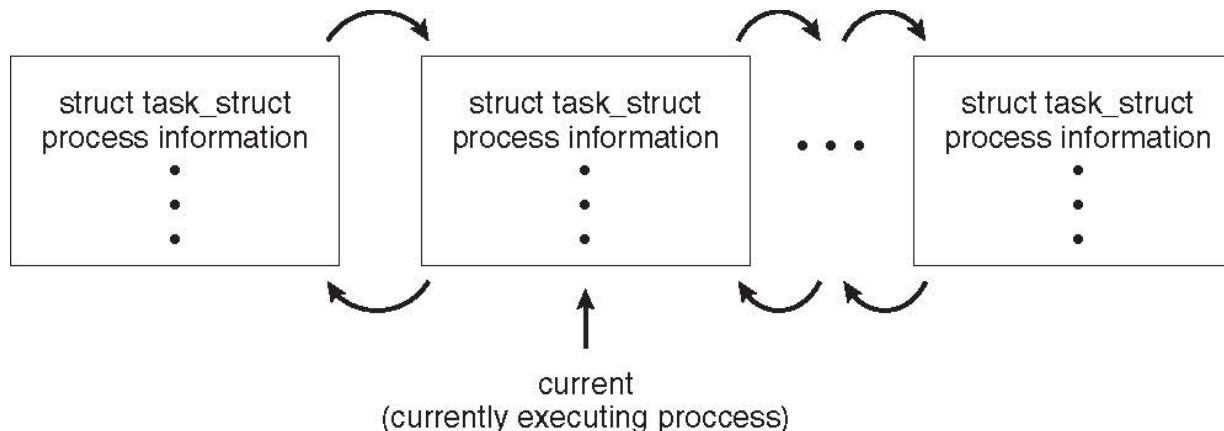 struct task_struct
process information
struct task_struct
process information
struct task_struct
process information
current
(currently executing proccess)